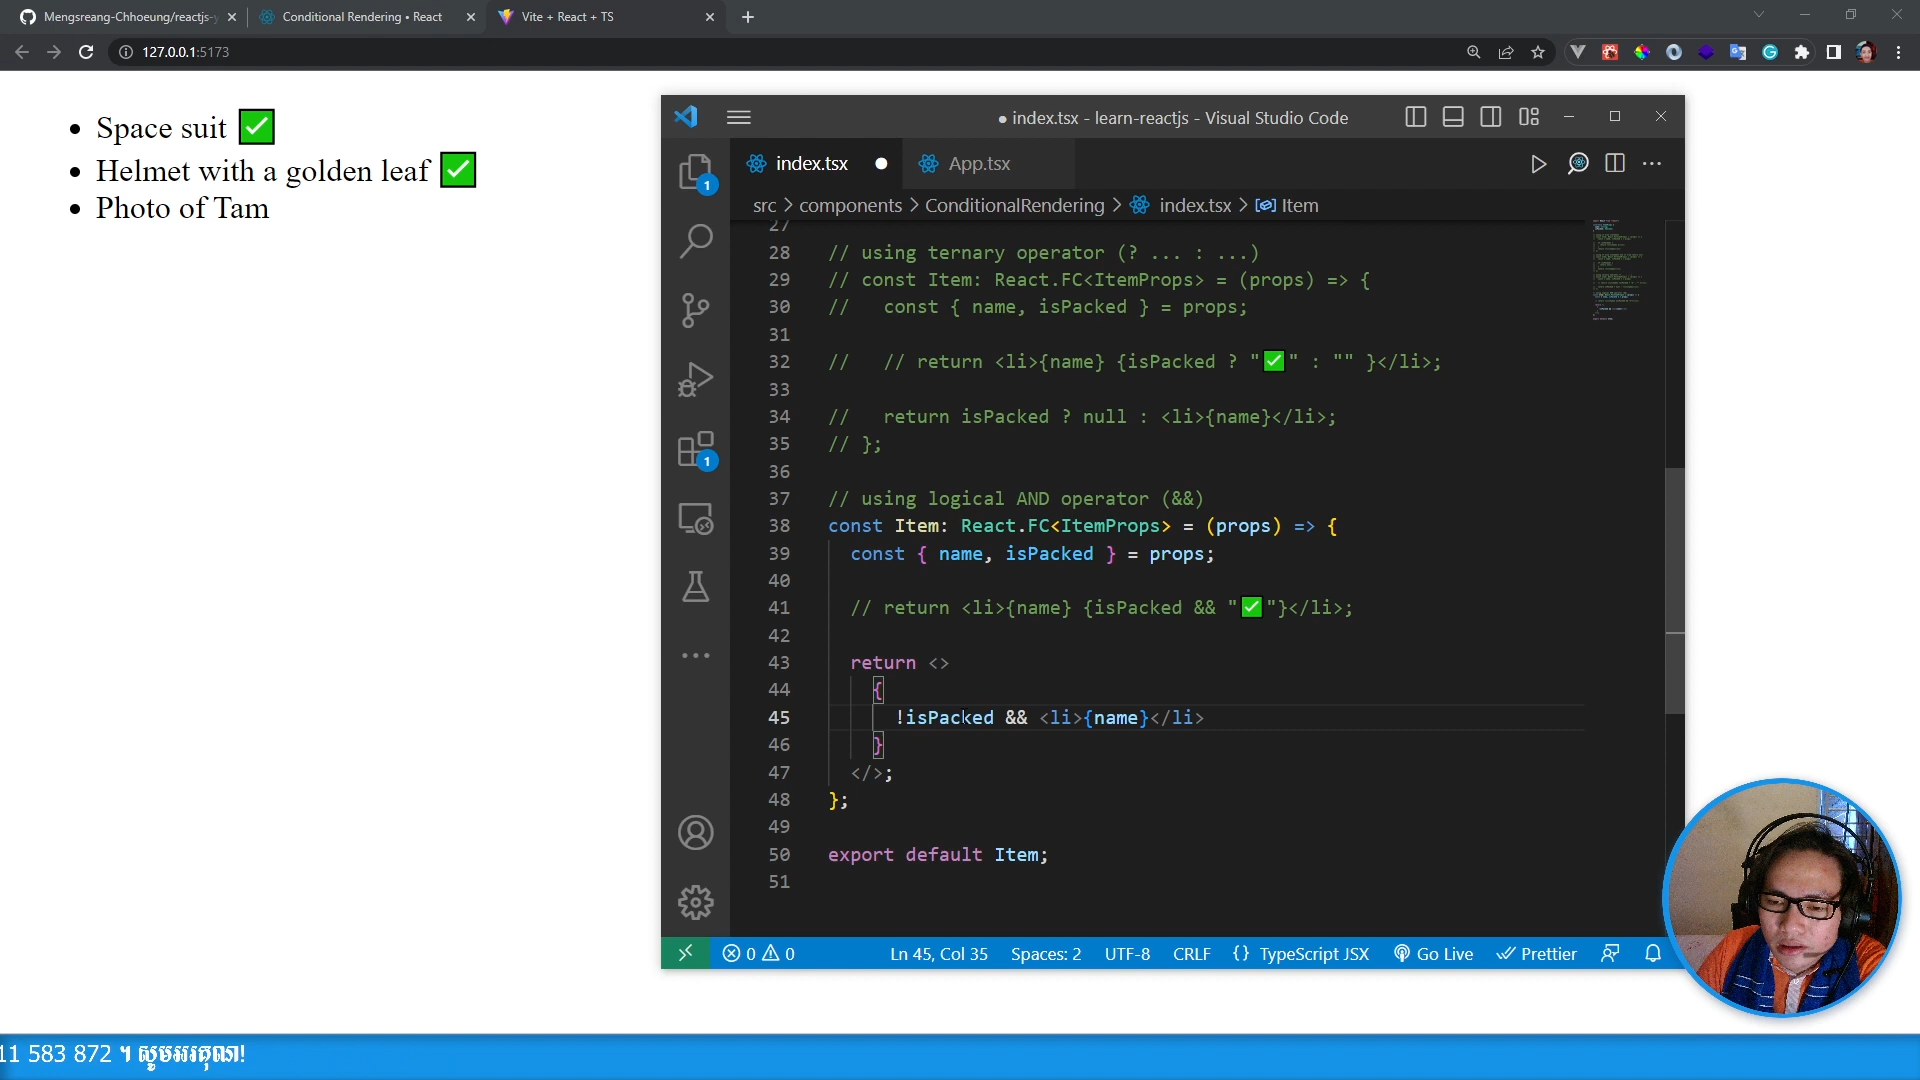 Mengsreang-Chhoeung/reactjs-y
Conditional Rendering • React
Vite + React + TS
127.0.0.1:5173
• Space suit ✅
• Helmet with a golden leaf ✅
• Photo of Tam
● index.tsx - learn-reactjs - Visual Studio Code
index.tsx
App.tsx
src > components > ConditionalRendering > index.tsx > Item
27
28 // using ternary operator (? ... : ...)
29 // const Item: React.FC<ItemProps> = (props) => {
30 //   const { name, isPacked } = props;
31
32 //   // return <li>{name} {isPacked ? "✅" : "" }</li>;
33
34 //   return isPacked ? null : <li>{name}</li>;
35 // };
36
37 // using logical AND operator (&&)
38 const Item: React.FC<ItemProps> = (props) => {
39   const { name, isPacked } = props;
40
41   // return <li>{name} {isPacked && "✅"}</li>;
42
43   return <>
44     {
45       !isPacked && <li>{name}</li>
46     }
47   </>;
48 };
49
50 export default Item;
51
1
1
0 0
Ln 45, Col 35
Spaces: 2
UTF-8
CRLF
{} TypeScript JSX
Go Live
Prettier
11 583 872 ។ សូមអរគុណ!